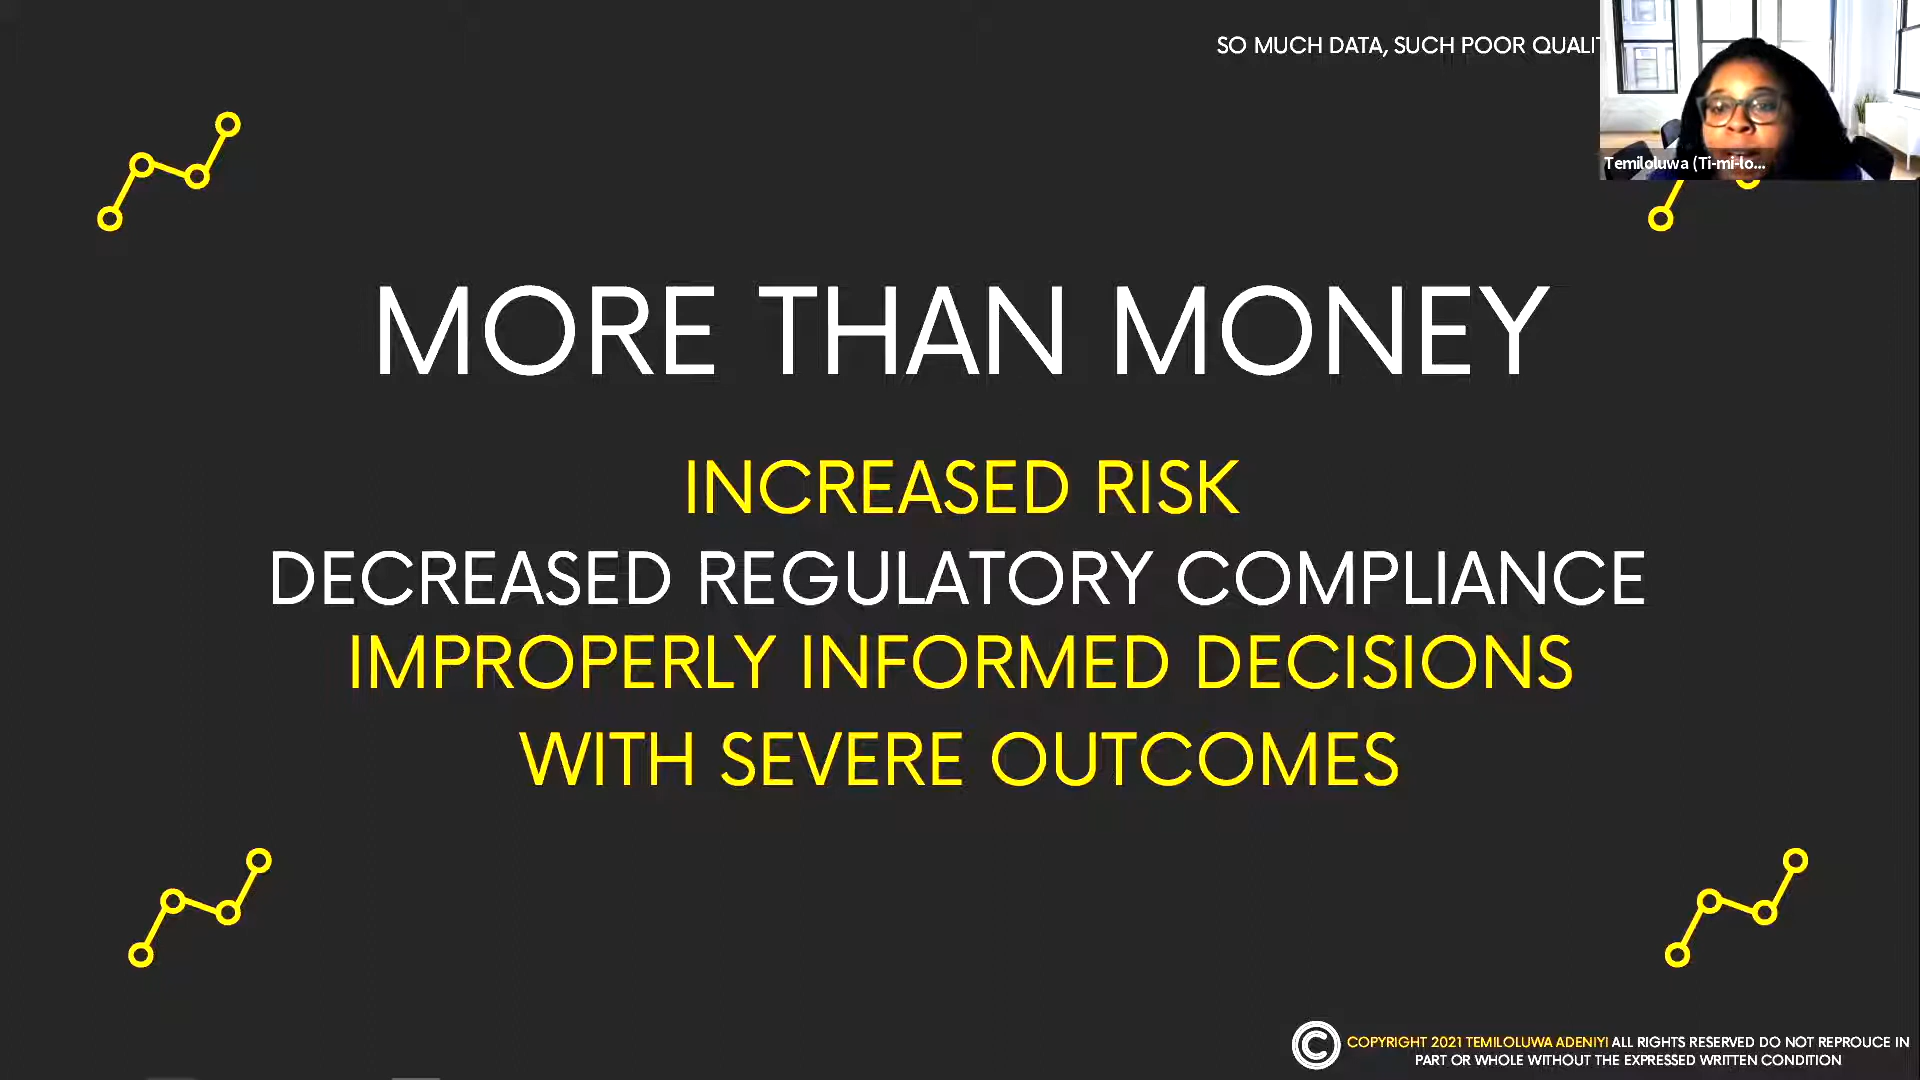 SO MUCH DATA, SUCH POOR
Temiloluwa (Ti-mi-lo...
MORE THAN MONEY
INCREASED RISK
DECREASED REGULATORY COMPLIANCE
IMPROPERLY INFORMED DECISIONS
WITH SEVERE OUTCOMES
© COPYRIGHT 2021 TEMILOLUWA ADENIYI ALL RIGHTS RESERVED DO NOT REPROUCE IN
PART OR WHOLE WITHOUT THE EXPRESSED WRITTEN CONDITION